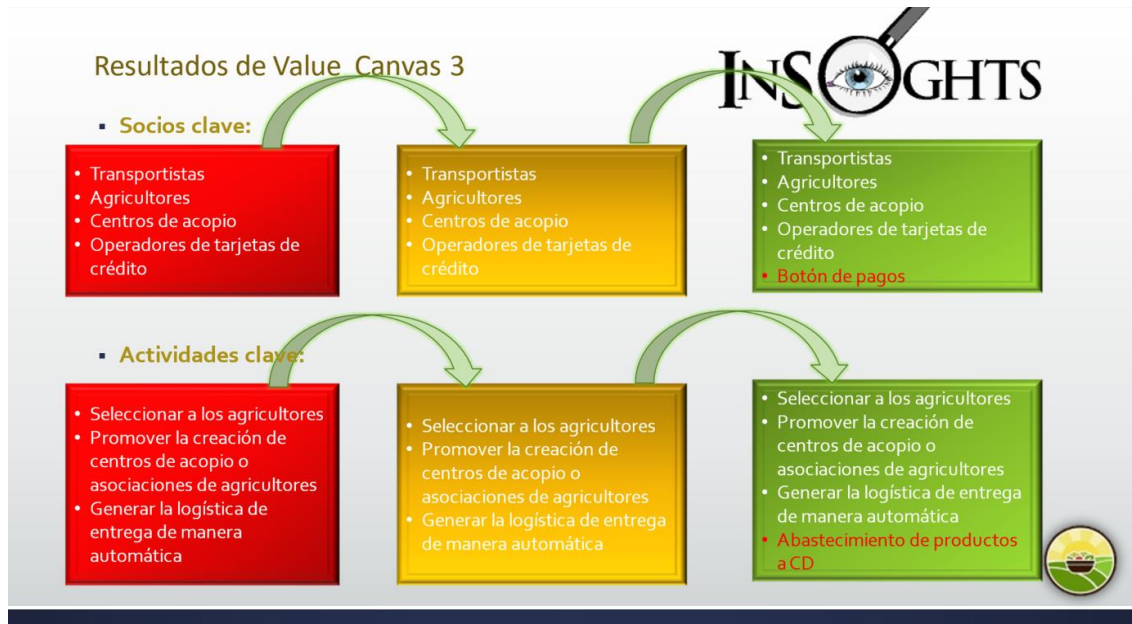 Resultados de Value Canvas 3
INSIGHTS
▪ Socios clave:
• Transportistas
• Agricultores
• Centros de acopio
• Operadores de tarjetas de
crédito
• Transportistas
• Agricultores
• Centros de acopio
• Operadores de tarjetas de
crédito
• Transportistas
• Agricultores
• Centros de acopio
• Operadores de tarjetas de
crédito
• Botón de pagos
▪ Actividades clave:
• Seleccionar a los agricultores
• Promover la creación de
centros de acopio o
asociaciones de agricultores
• Generar la logística de
entrega de manera
automática
• Seleccionar a los agricultores
• Promover la creación de
centros de acopio o
asociaciones de agricultores
• Generar la logística de entrega
de manera automática
• Seleccionar a los agricultores
• Promover la creación de
centros de acopio o
asociaciones de agricultores
• Generar la logística de entrega
de manera automática
• Abastecimiento de productos
a CD